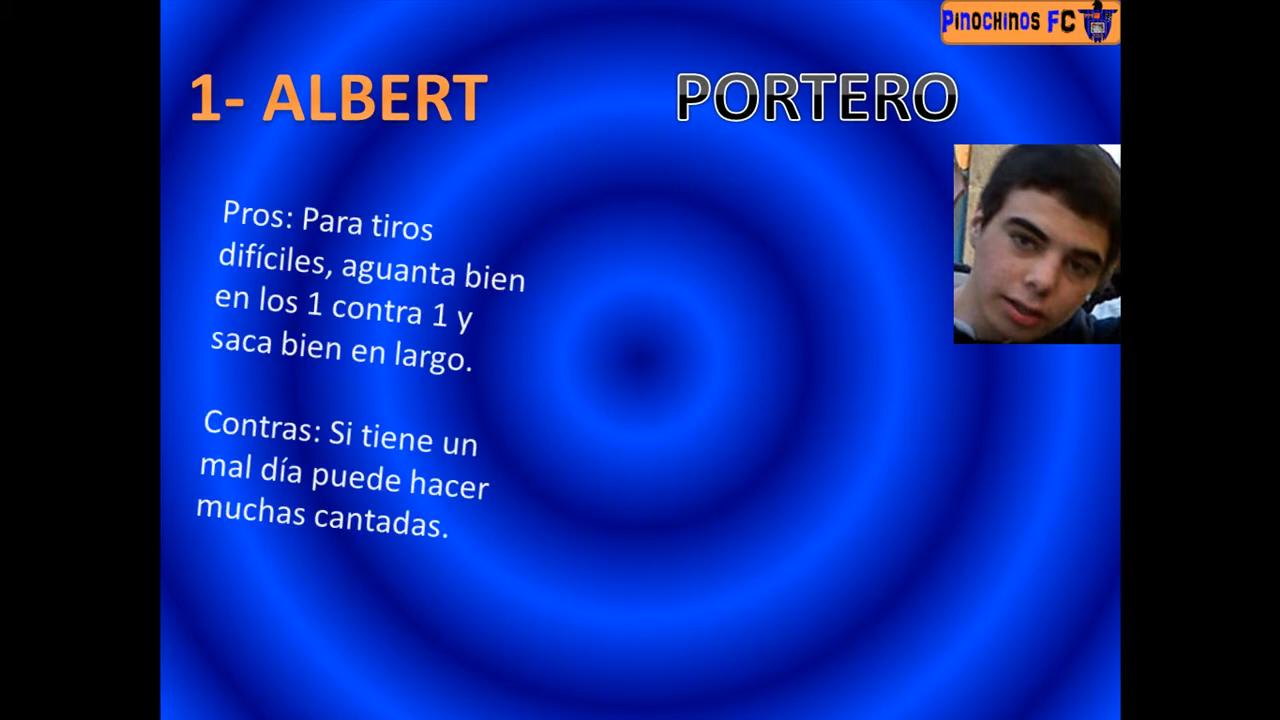 PINOCHINOS FC
1- ALBERT
PORTERO
Pros: Para tiros
difíciles, aguanta bien
en los 1 contra 1 y
saca bien en largo.
Contras: Si tiene un
mal día puede hacer
muchas cantadas.